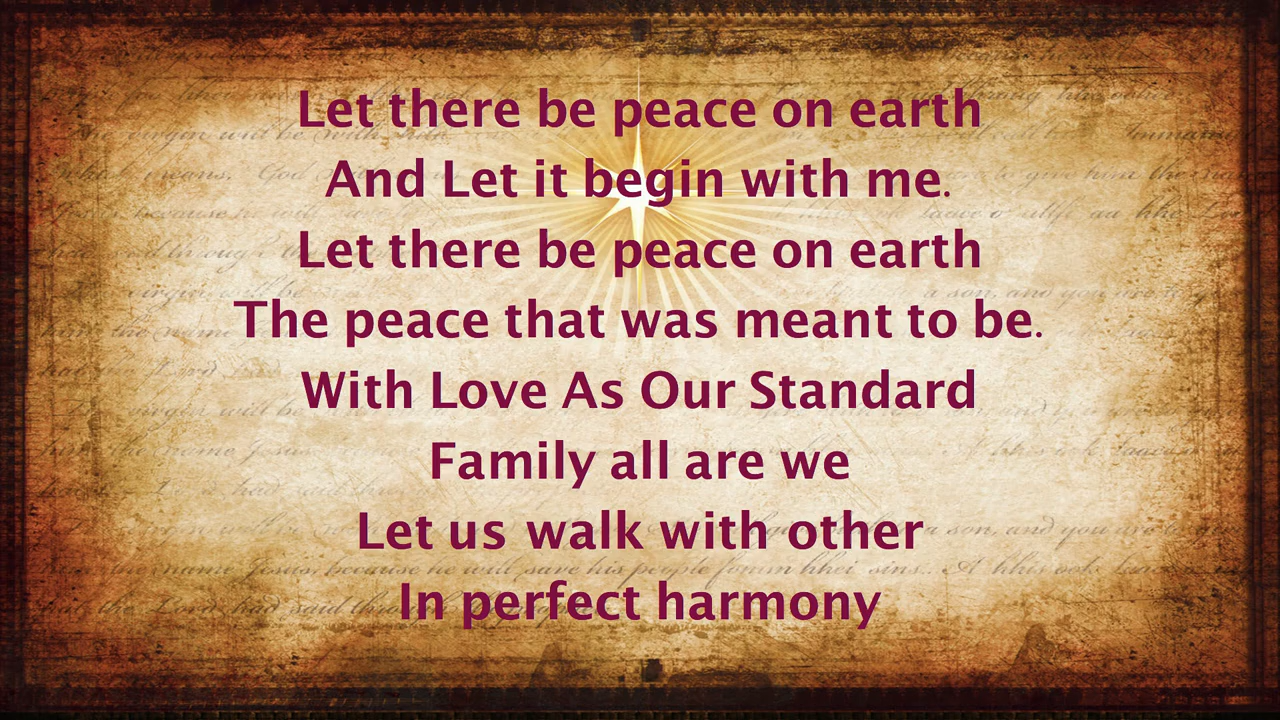 Let there be peace on earth
And Let it begin with me.
Let there be peace on earth
The peace that was meant to be.
With Love As Our Standard
Family all are we
Let us walk with other
In perfect harmony